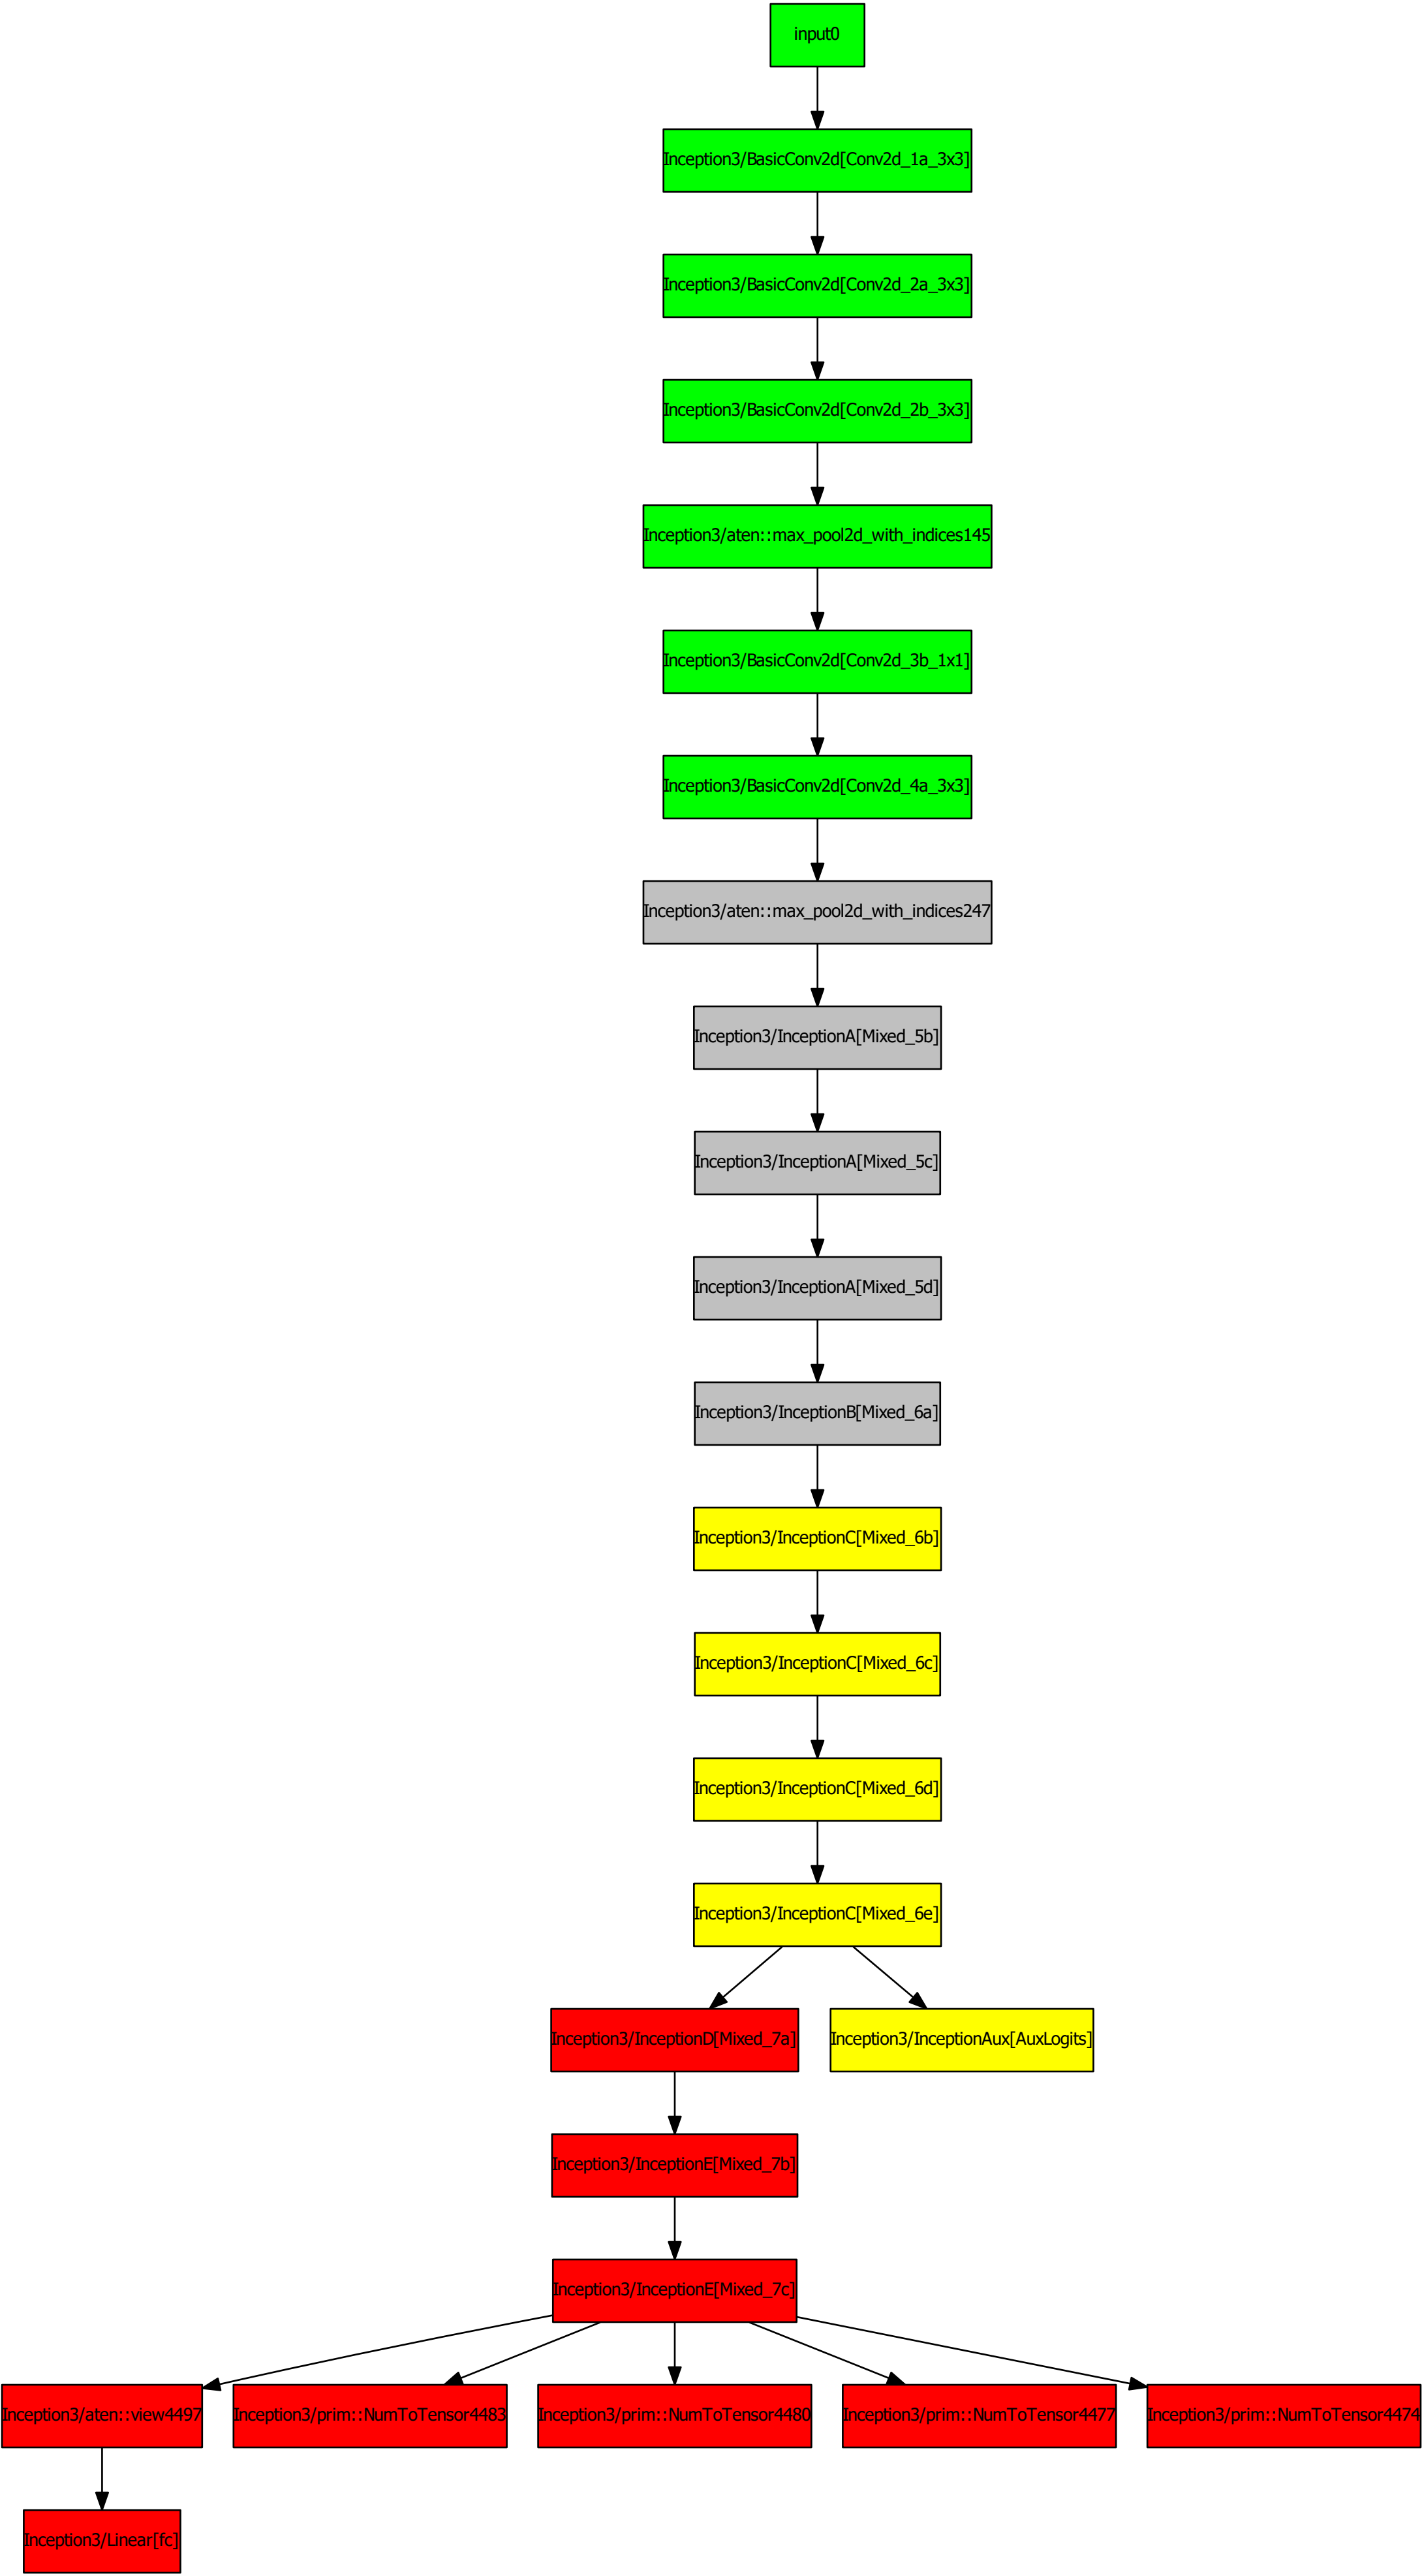 input0
Inception3/BasicConv2d[Conv2d_1a_3x3]
Inception3/BasicConv2d[Conv2d_2a_3x3]
Inception3/BasicConv2d[Conv2d_2b_3x3]
Inception3/aten::max_pool2d_with_indices145
Inception3/BasicConv2d[Conv2d_3b_1x1]
Inception3/BasicConv2d[Conv2d_4a_3x3]
Inception3/aten::max_pool2d_with_indices247
Inception3/InceptionA[Mixed_5b]
Inception3/InceptionA[Mixed_5c]
Inception3/InceptionA[Mixed_5d]
Inception3/InceptionB[Mixed_6a]
Inception3/InceptionC[Mixed_6b]
Inception3/InceptionC[Mixed_6c]
Inception3/InceptionC[Mixed_6d]
Inception3/InceptionC[Mixed_6e]
Inception3/InceptionD[Mixed_7a]
Inception3/InceptionAux[AuxLogits]
Inception3/InceptionE[Mixed_7b]
Inception3/InceptionE[Mixed_7c]
Inception3/aten::view4497
Inception3/prim::NumToTensor4483
Inception3/prim::NumToTensor4480
Inception3/prim::NumToTensor4477
Inception3/prim::NumToTensor4474
Inception3/Linear[fc]